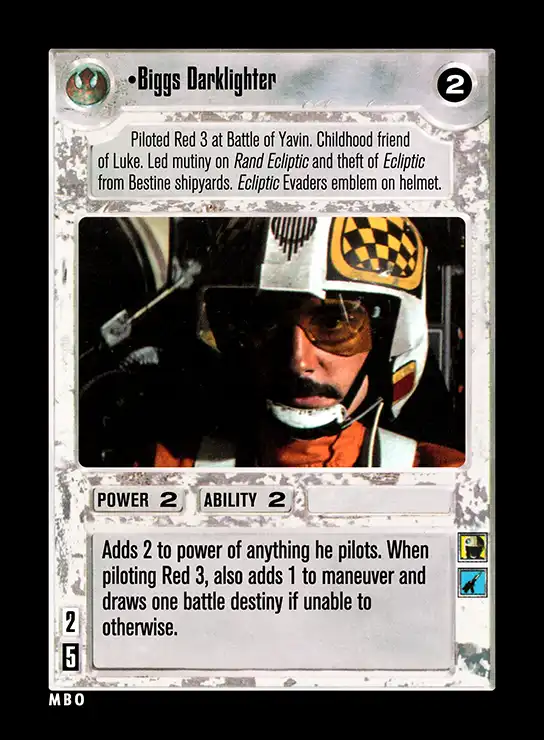 •Biggs Darklighter
2
Piloted Red 3 at Battle of Yavin. Childhood friend
of Luke. Led mutiny on Rand Ecliptic and theft of Ecliptic
from Bestine shipyards. Ecliptic Evaders emblem on helmet.
POWER 2 ABILITY 2
Adds 2 to power of anything he pilots. When
piloting Red 3, also adds 1 to maneuver and
draws one battle destiny if unable to
otherwise.
2
5
MBO